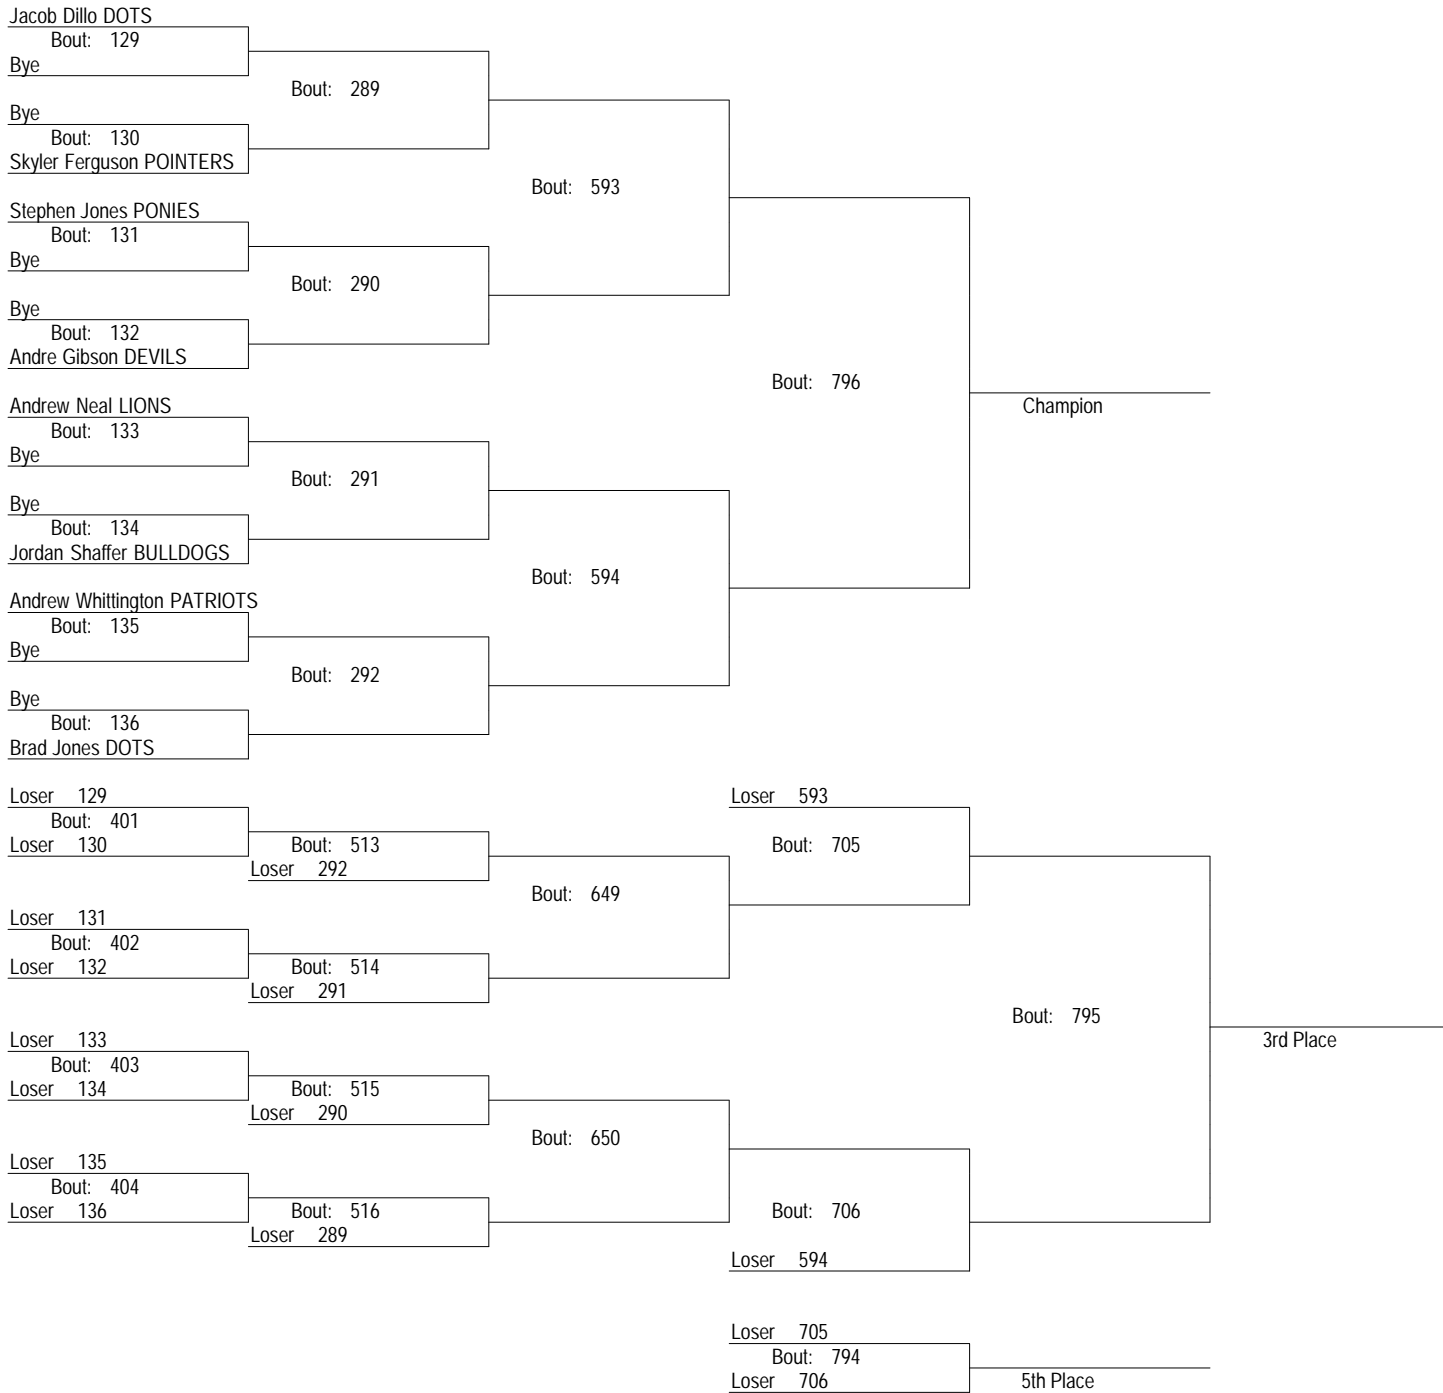 Jacob Dillo DOTS
Bout: 129
Bye
Bout: 289
Bye
Bout: 130
Skyler Ferguson POINTERS
Bout: 593
Stephen Jones PONIES
Bout: 131
Bye
Bout: 290
Bye
Bout: 132
Andre Gibson DEVILS
Bout: 796
Champion
Andrew Neal LIONS
Bout: 133
Bye
Bout: 291
Bye
Bout: 134
Jordan Shaffer BULLDOGS
Bout: 594
Andrew Whittington PATRIOTS
Bout: 135
Bye
Bout: 292
Bye
Bout: 136
Brad Jones DOTS
Loser 129
Bout: 401
Loser 130
Bout: 513
Loser 292
Bout: 649
Loser 593
Bout: 705
Loser 131
Bout: 402
Loser 132
Bout: 514
Loser 291
Bout: 795
3rd Place
Loser 133
Bout: 403
Loser 134
Bout: 515
Loser 290
Bout: 650
Loser 135
Bout: 404
Loser 136
Bout: 516
Loser 289
Bout: 706
Loser 594
Loser 705
Bout: 794
Loser 706
5th Place